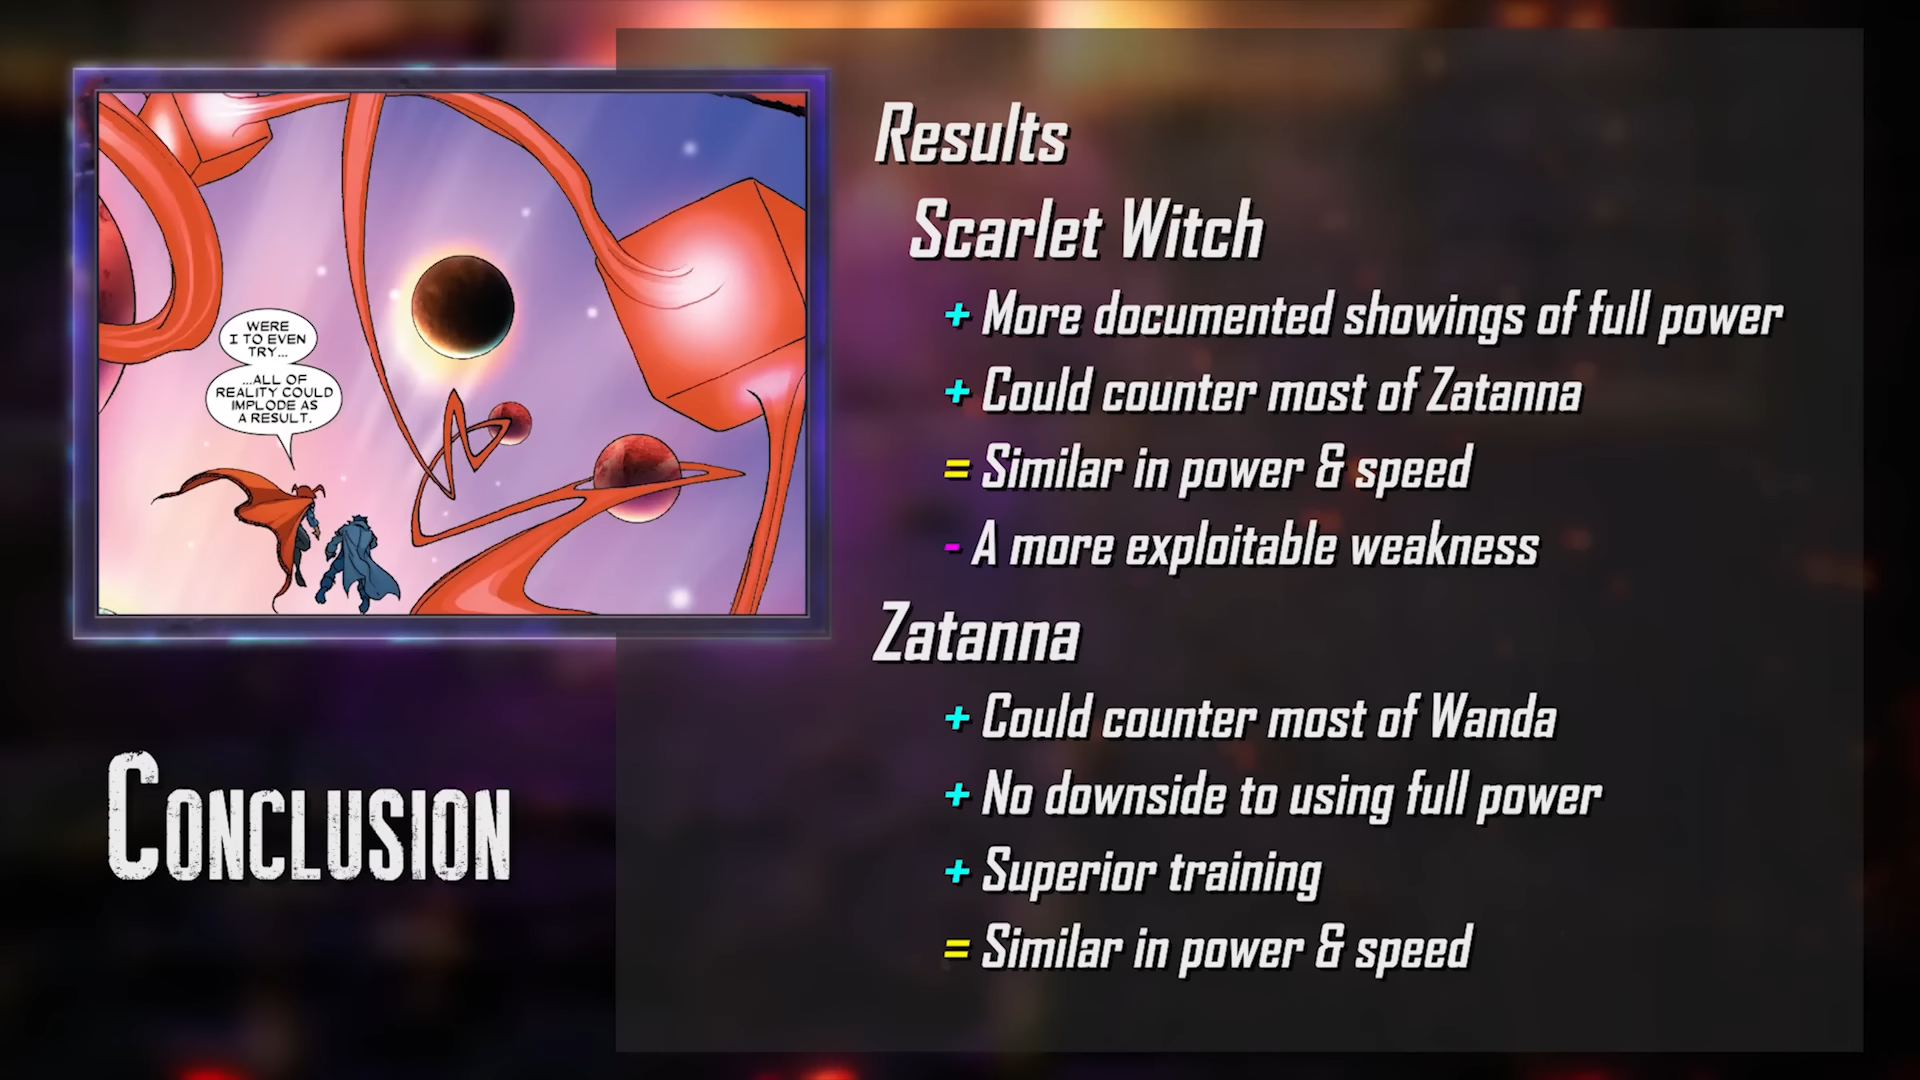 WERE
I TO EVEN
TRY...
...ALL OF
REALITY COULD
IMPLODE AS
A RESULT.
Conclusion
Results
Scarlet Witch
+ More documented showings of full power
+ Could counter most of Zatanna
= Similar in power & speed
- A more exploitable weakness
Zatanna
+ Could counter most of Wanda
+ No downside to using full power
+ Superior training
= Similar in power & speed